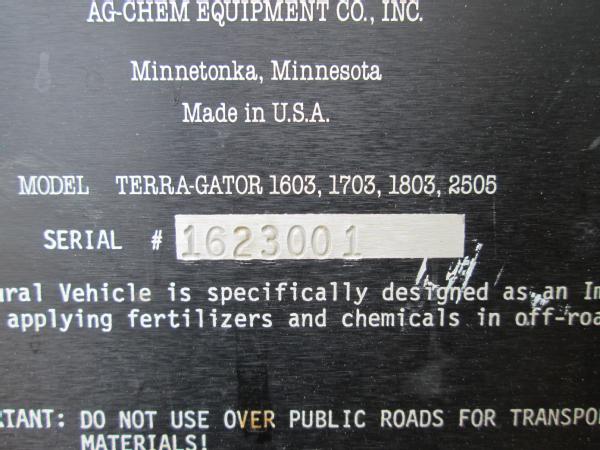 AG-CHEM EQUIPMENT CO., INC.
Minnetonka, Minnesota
Made in U.S.A.
MODEL TERRA-GATOR 1603, 1703, 1803, 2505
SERIAL # 1623001
ural Vehicle is specifically designed as an Im
applying fertilizers and chemicals in off-roa
RTANT: DO NOT USE OVER PUBLIC ROADS FOR TRANSPO
MATERIALS!